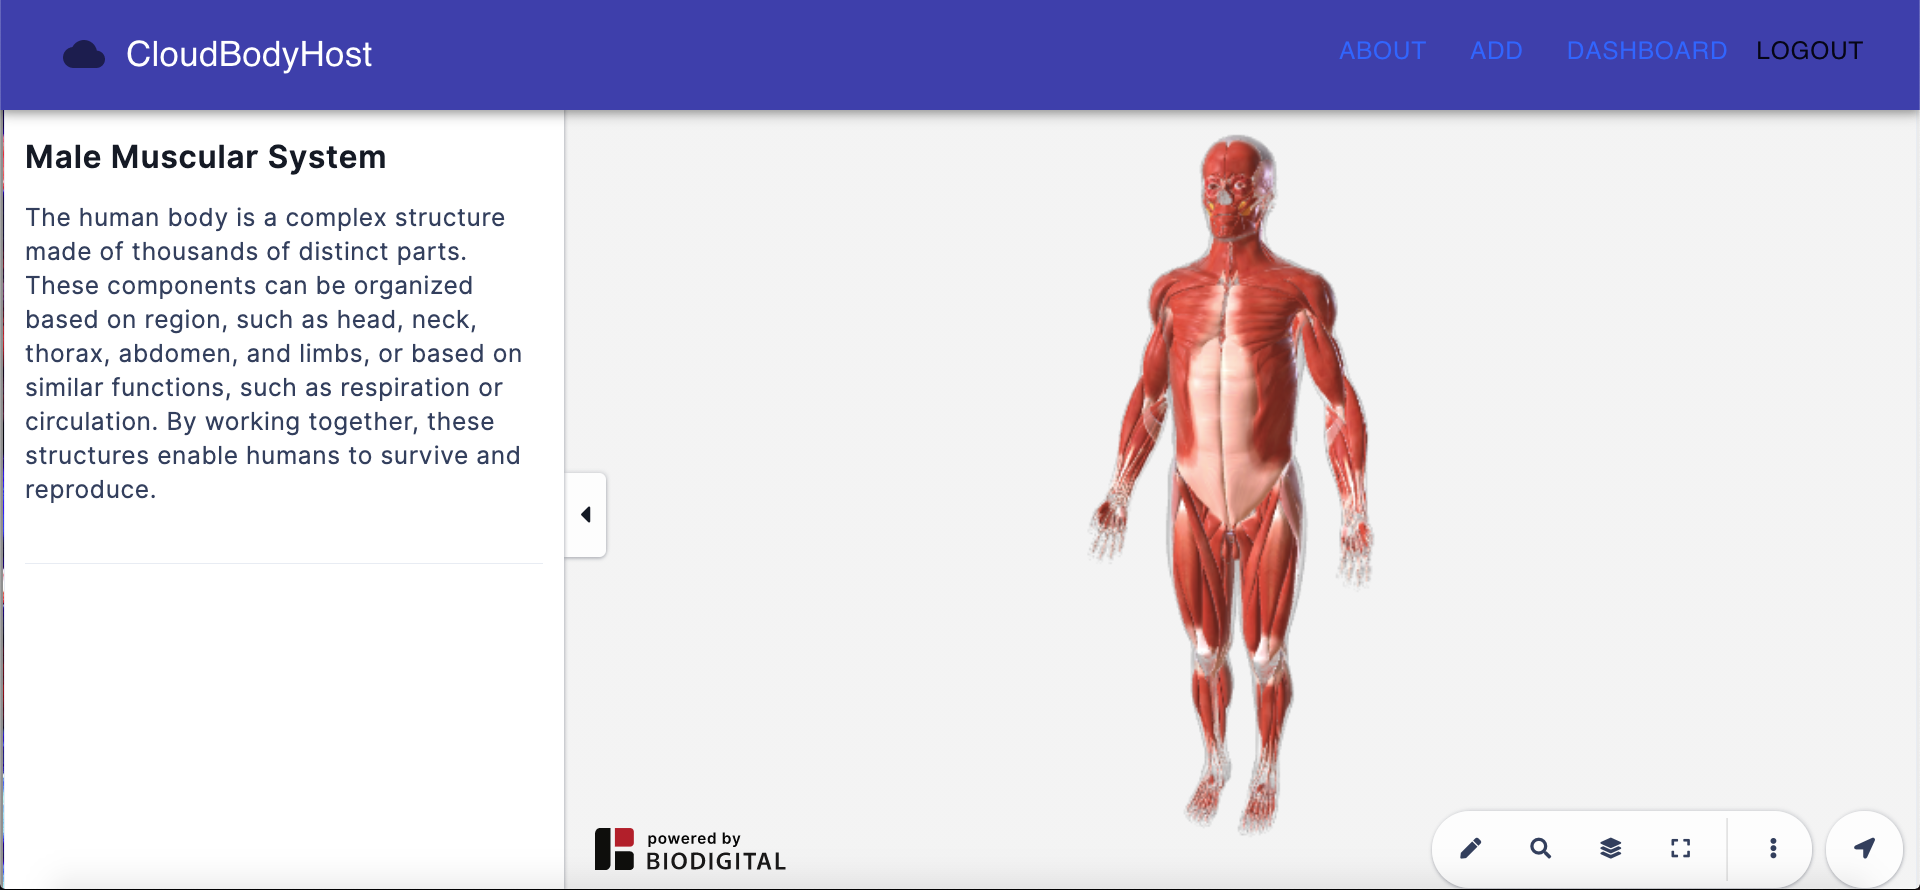 CloudBodyHost
ABOUT ADD DASHBOARD LOGOUT
Male Muscular System
The human body is a complex structure
made of thousands of distinct parts.
These components can be organized
based on region, such as head, neck,
thorax, abdomen, and limbs, or based on
similar functions, such as respiration or
circulation. By working together, these
structures enable humans to survive and
reproduce.
powered by
BIODIGITAL